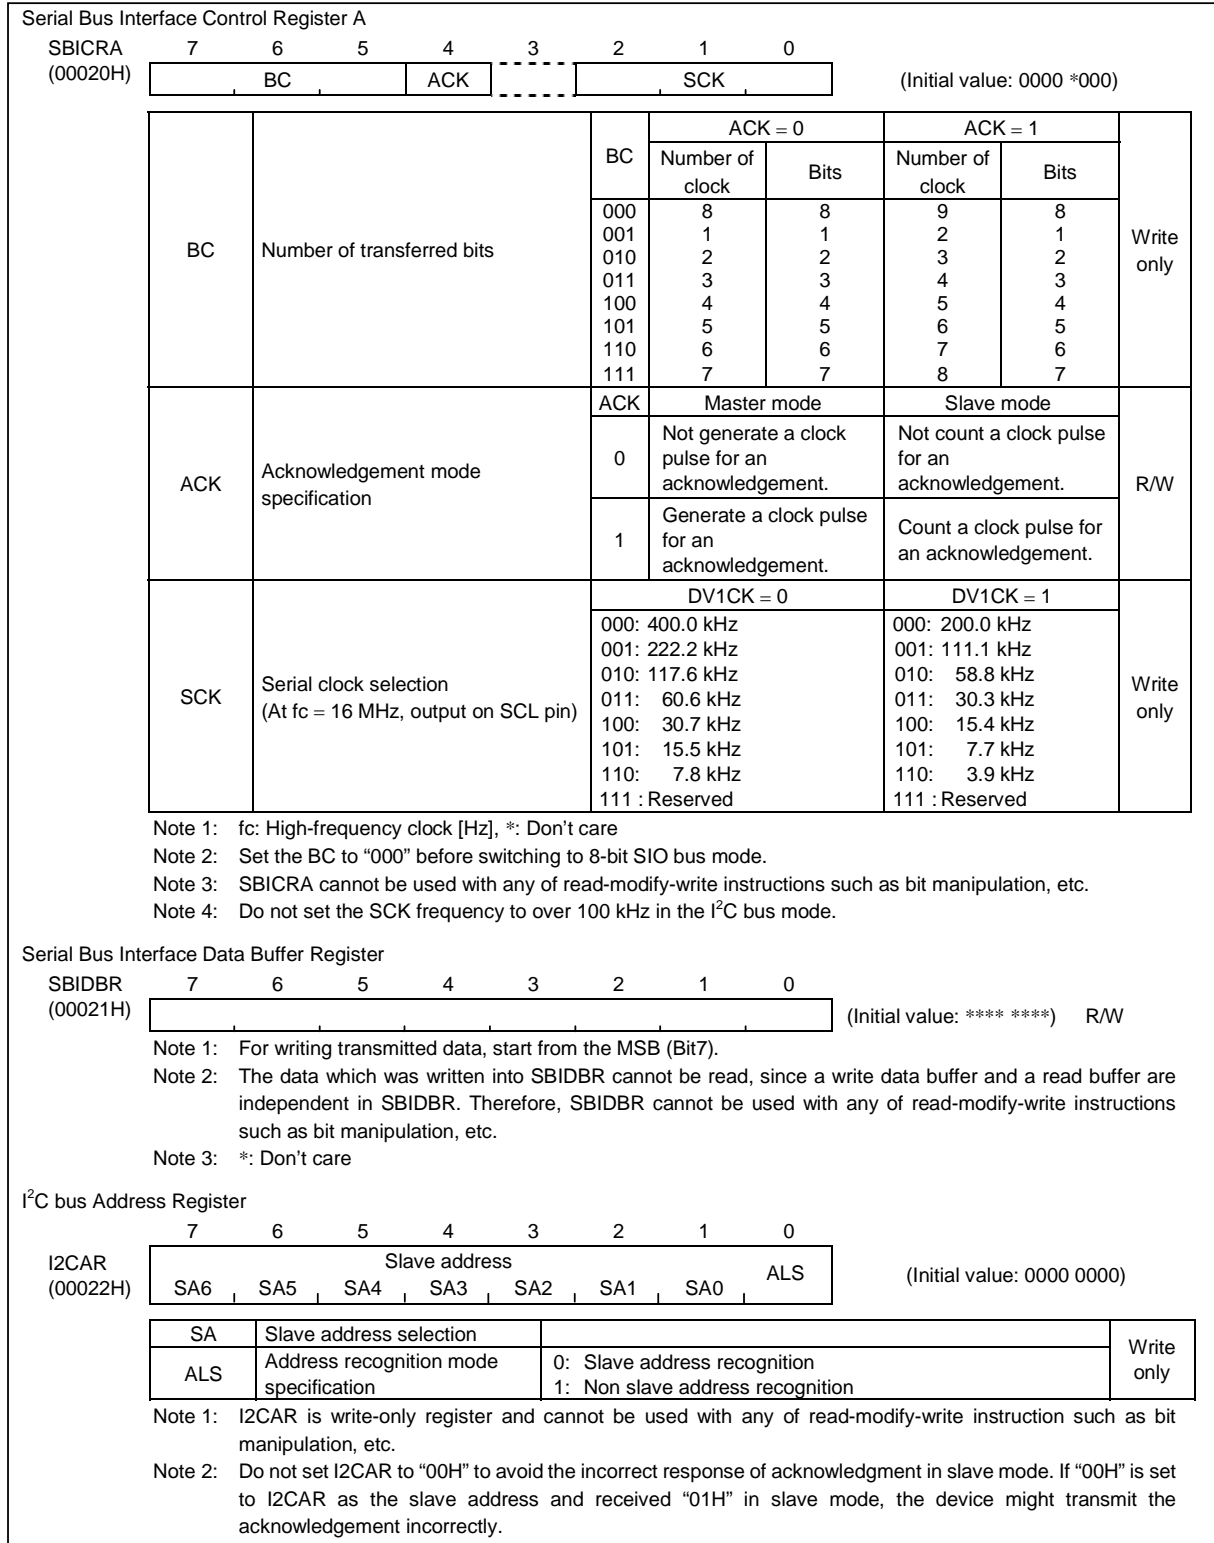 Serial Bus Interface Control Register A
SBICRA 7 6 5 4 3 2 1 0
(00020H) BC ACK SCK (Initial value: 0000 *000)
BC Number of transferred bits BC ACK = 0 ACK = 1 Write only
Number of clock Bits Number of clock Bits
000 8 8 9 8
001 1 1 2 1
010 2 2 3 2
011 3 3 4 3
100 4 4 5 4
101 5 5 6 5
110 6 6 7 6
111 7 7 8 7
ACK Acknowledgement mode specification ACK Master mode Slave mode R/W
0 Not generate a clock pulse for an acknowledgement. Not count a clock pulse for an acknowledgement.
1 Generate a clock pulse for an acknowledgement. Count a clock pulse for an acknowledgement.
SCK Serial clock selection (At fc = 16 MHz, output on SCL pin) DV1CK = 0 DV1CK = 1 Write only
000: 400.0 kHz 000: 200.0 kHz
001: 222.2 kHz 001: 111.1 kHz
010: 117.6 kHz 010: 58.8 kHz
011: 60.6 kHz 011: 30.3 kHz
100: 30.7 kHz 100: 15.4 kHz
101: 15.5 kHz 101: 7.7 kHz
110: 7.8 kHz 110: 3.9 kHz
111 : Reserved 111 : Reserved
Note 1: fc: High-frequency clock [Hz], *: Don't care
Note 2: Set the BC to “000” before switching to 8-bit SIO bus mode.
Note 3: SBICRA cannot be used with any of read-modify-write instructions such as bit manipulation, etc.
Note 4: Do not set the SCK frequency to over 100 kHz in the I²C bus mode.
Serial Bus Interface Data Buffer Register
SBIDBR 7 6 5 4 3 2 1 0
(00021H) (Initial value: **** ****) R/W
Note 1: For writing transmitted data, start from the MSB (Bit7).
Note 2: The data which was written into SBIDBR cannot be read, since a write data buffer and a read buffer are
independent in SBIDBR. Therefore, SBIDBR cannot be used with any of read-modify-write instructions
such as bit manipulation, etc.
Note 3: *: Don't care
I²C bus Address Register
7 6 5 4 3 2 1 0
I2CAR Slave address ALS
(00022H) SA6 SA5 SA4 SA3 SA2 SA1 SA0 (Initial value: 0000 0000)
SA Slave address selection Write only
ALS Address recognition mode specification 0: Slave address recognition
1: Non slave address recognition
Note 1: I2CAR is write-only register and cannot be used with any of read-modify-write instruction such as bit
manipulation, etc.
Note 2: Do not set I2CAR to “00H” to avoid the incorrect response of acknowledgment in slave mode. If “00H” is set
to I2CAR as the slave address and received “01H” in slave mode, the device might transmit the
acknowledgement incorrectly.